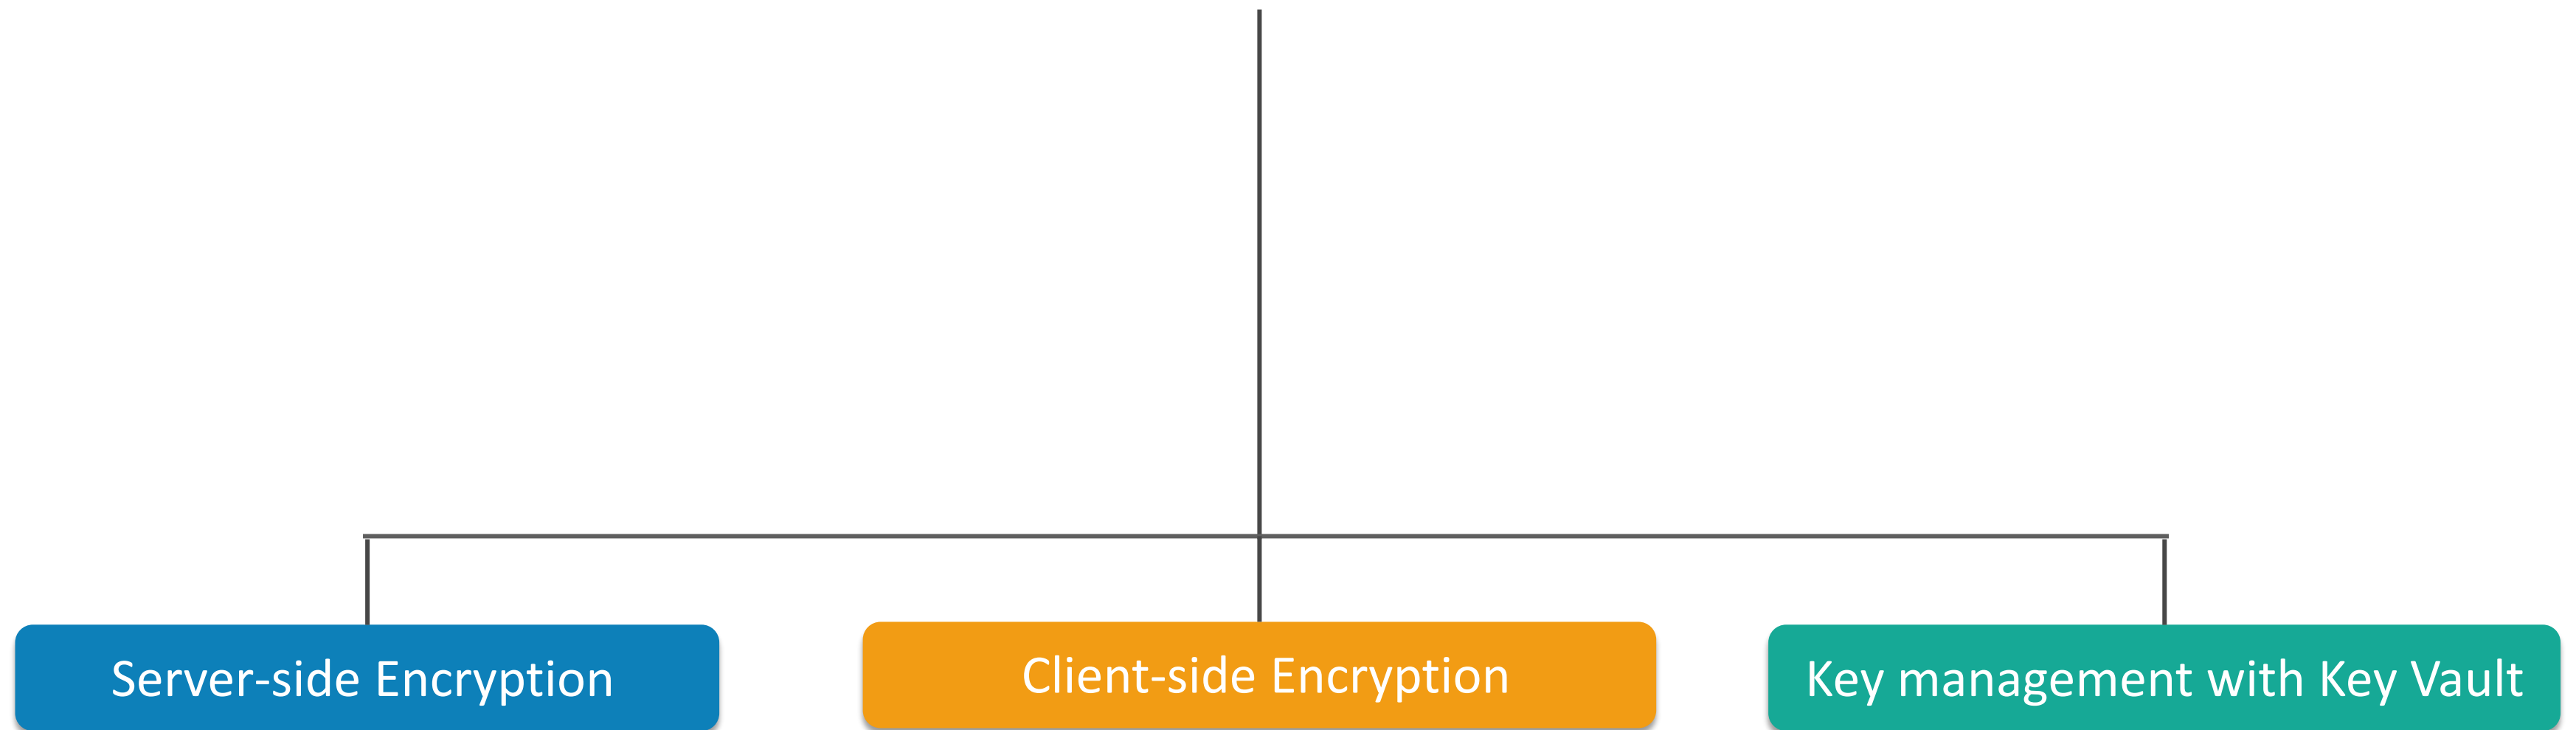 Server-side Encryption
Client-side Encryption
Key management with Key Vault